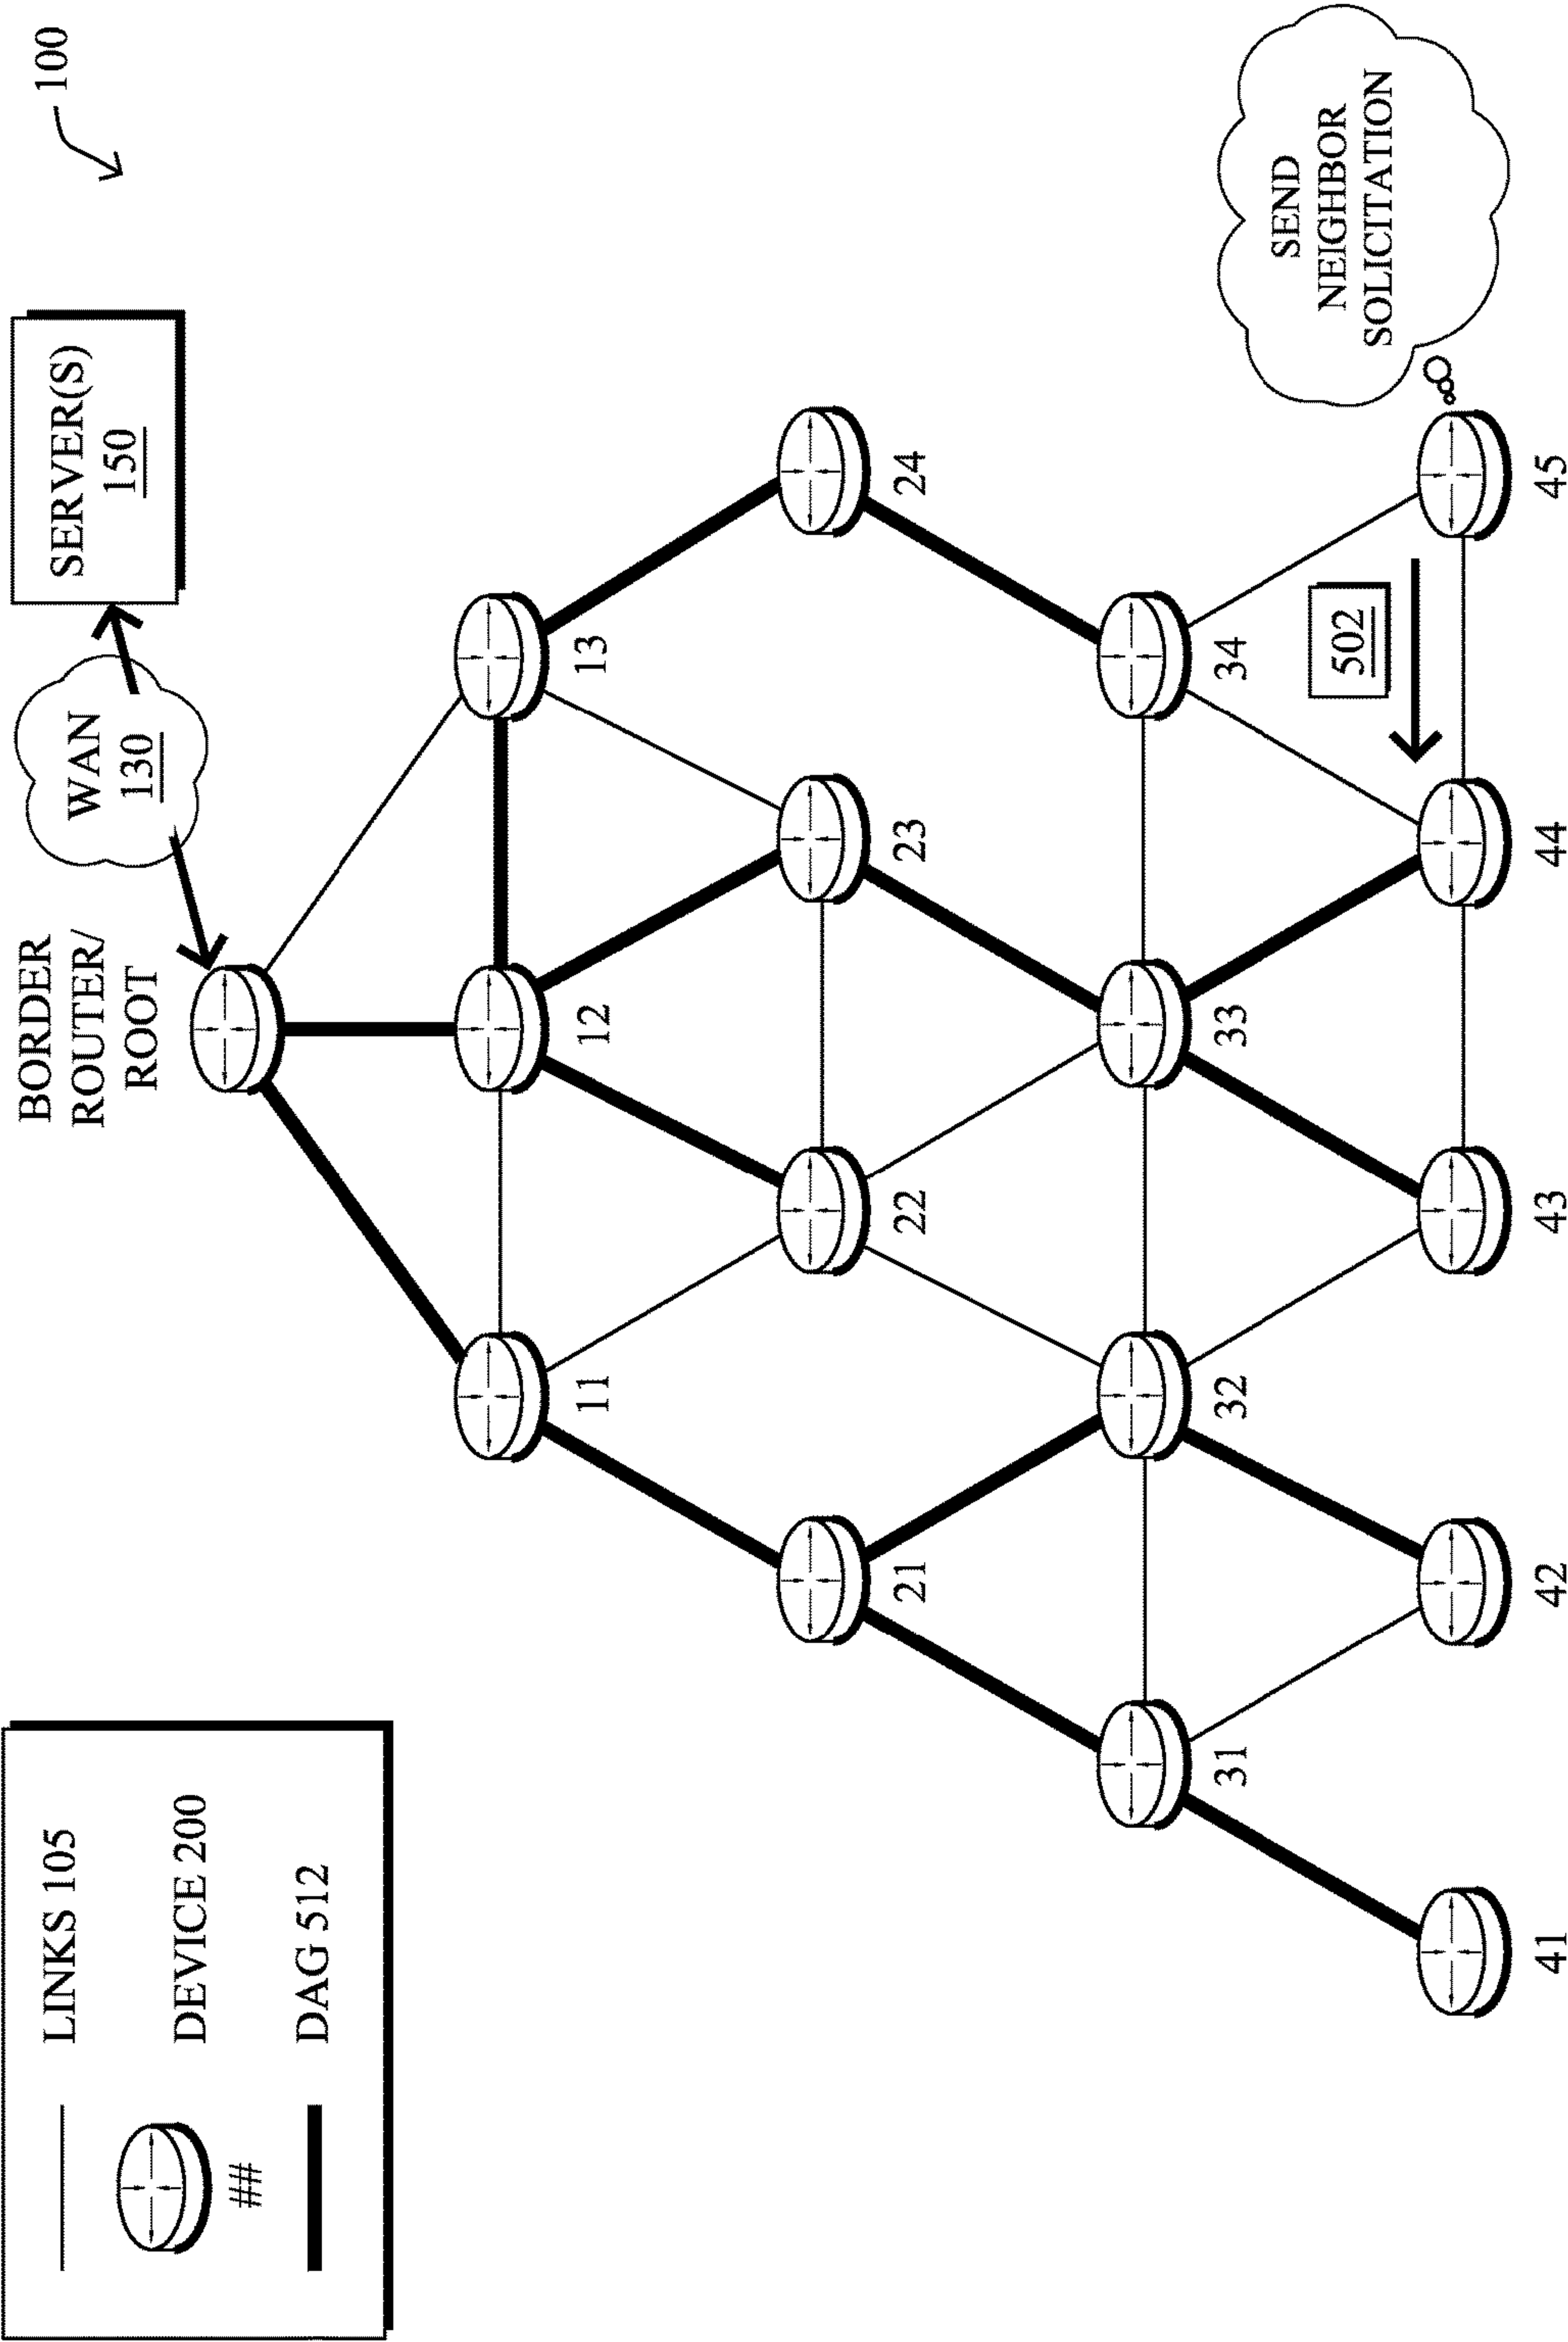 100
LINKS 105
DEVICE 200
##
DAG 512
BORDER
ROUTER/
ROOT
WAN
130
SERVER(S)
150
11
12
13
21
22
23
24
31
32
33
34
502
SEND
NEIGHBOR
SOLICITATION
41
42
43
44
45